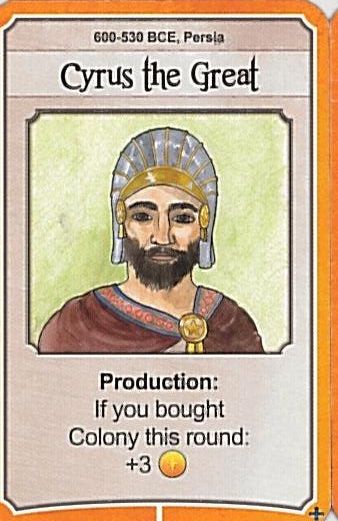 600-530 BCE, Persia
Cyrus the Great
Production:
If you bought
Colony this round:
+3